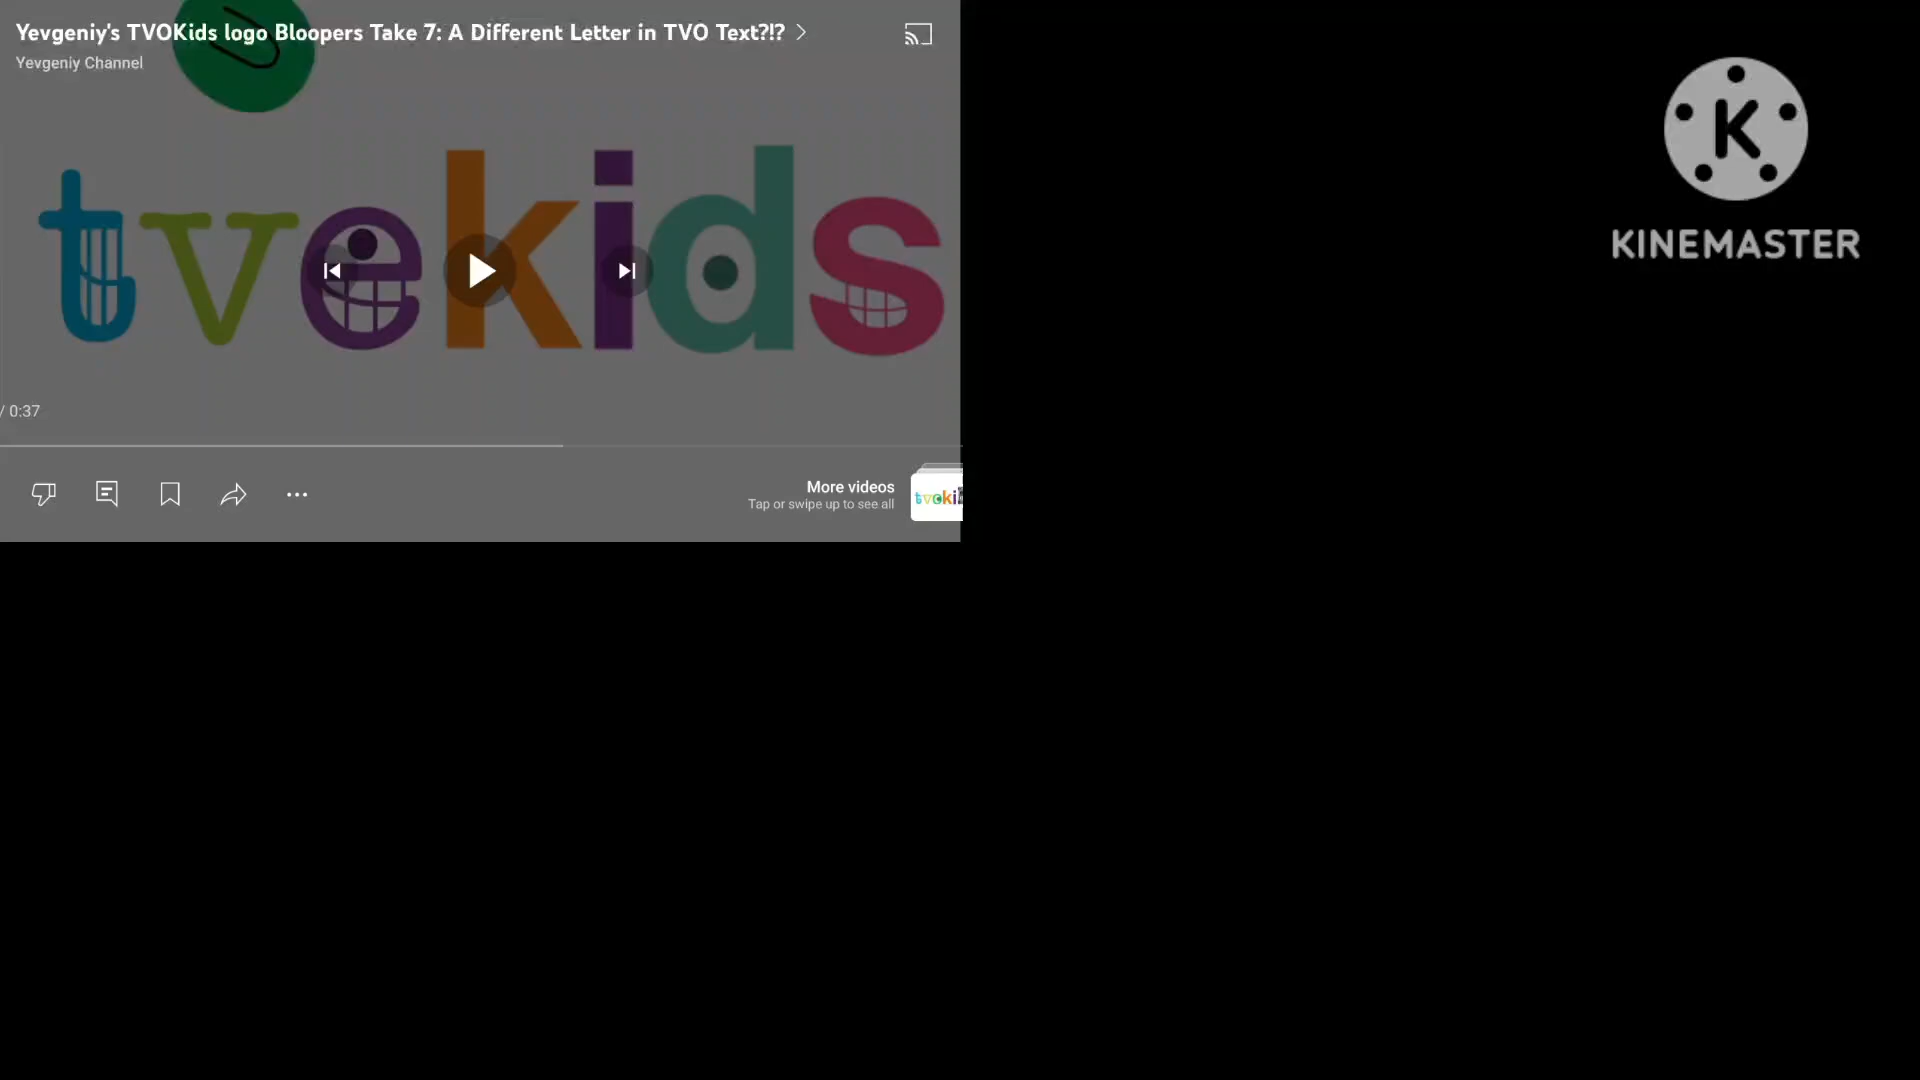 Yevgeniy's TVOKids logo Bloopers Take 7: A Different Letter in TVO Text?!?
Yevgeniy Channel
K
KINEMASTER
tvekids
/ 0:37
More videos
Tap or swipe up to see all
tvoki